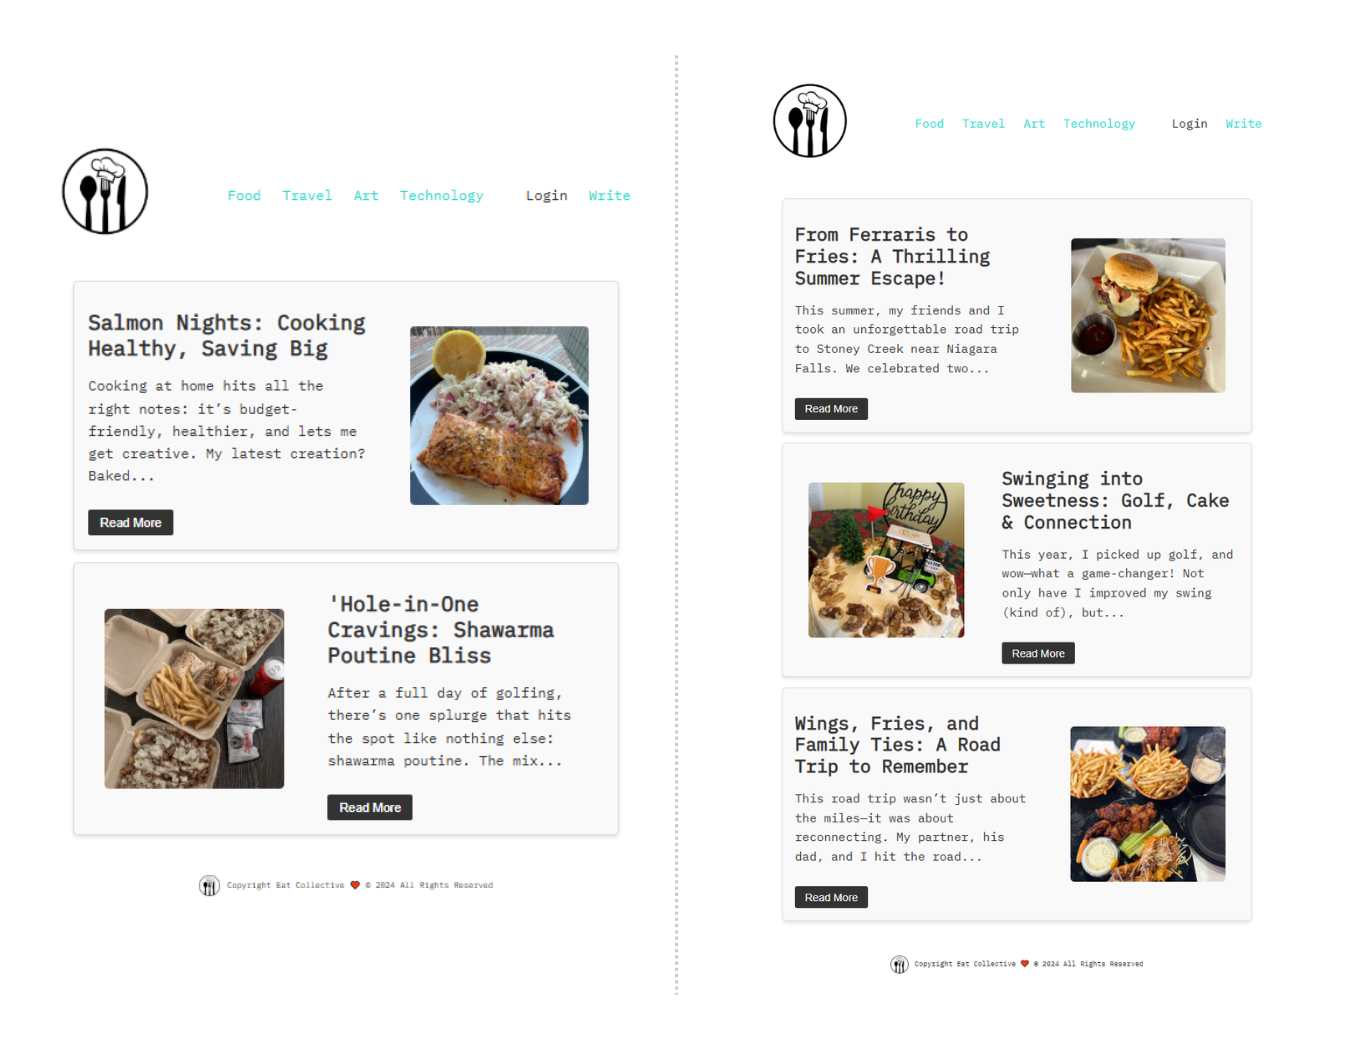 Food Travel Art Technology Login Write
Salmon Nights: Cooking
Healthy, Saving Big
Cooking at home hits all the
right notes: it’s budget-
friendly, healthier, and lets me
get creative. My latest creation?
Baked...
Read More
'Hole-in-One
Cravings: Shawarma
Poutine Bliss
After a full day of golfing,
there’s one splurge that hits
the spot like nothing else:
shawarma poutine. The mix...
Read More
Copyright Eat Collective ❤️ © 2024 All Rights Reserved
Food Travel Art Technology Login Write
From Ferraris to
Fries: A Thrilling
Summer Escape!
This summer, my friends and I
took an unforgettable road trip
to Stoney Creek near Niagara
Falls. We celebrated two...
Read More
happy
birthday
Swinging into
Sweetness: Golf, Cake
& Connection
This year, I picked up golf, and
wow—what a game-changer! Not
only have I improved my swing
(kind of), but...
Read More
Wings, Fries, and
Family Ties: A Road
Trip to Remember
This road trip wasn’t just about
the miles—it was about
reconnecting. My partner, his
dad, and I hit the road...
Read More
Copyright Eat Collective ❤️ © 2024 All Rights Reserved